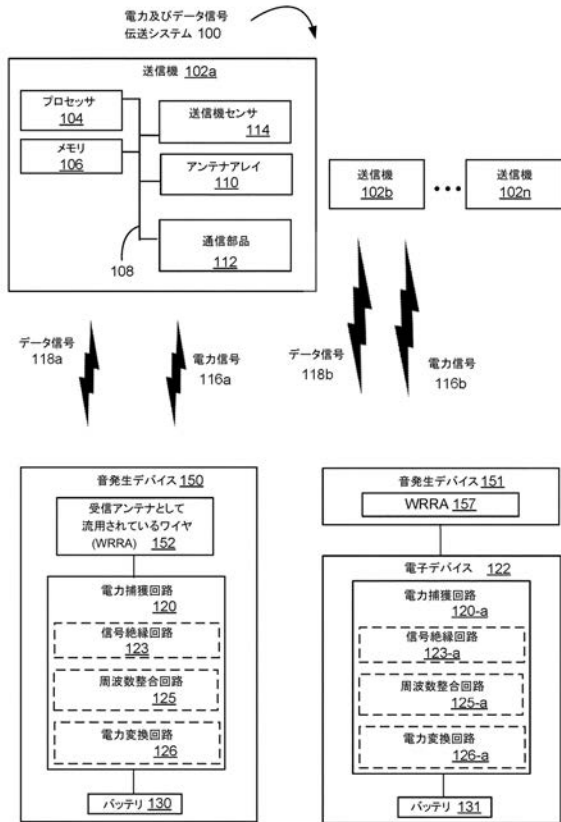 電力及びデータ信号
伝送システム 100
送信機 102a
プロセッサ
104
メモリ
106
送信機センサ
114
アンテナアレイ
110
通信部品
112
108
送信機
102b
•••
送信機
102n
データ信号
118a
電力信号
116a
データ信号
118b
電力信号
116b
音発生デバイス 150
受信アンテナとして
流用されているワイヤ
(WRRA) 152
電力捕獲回路
120
信号絶縁回路
123
周波数整合回路
125
電力変換回路
126
バッテリ 130
音発生デバイス 151
WRRA 157
電子デバイス 122
電力捕獲回路
120-a
信号絶縁回路
123-a
周波数整合回路
125-a
電力変換回路
126-a
バッテリ 131